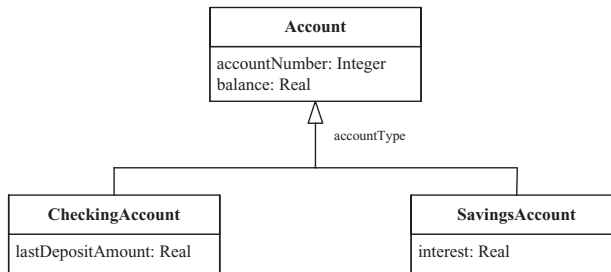 Account
accountNumber: Integer
balance: Real
accountType
CheckingAccount
lastDepositAmount: Real
SavingsAccount
interest: Real